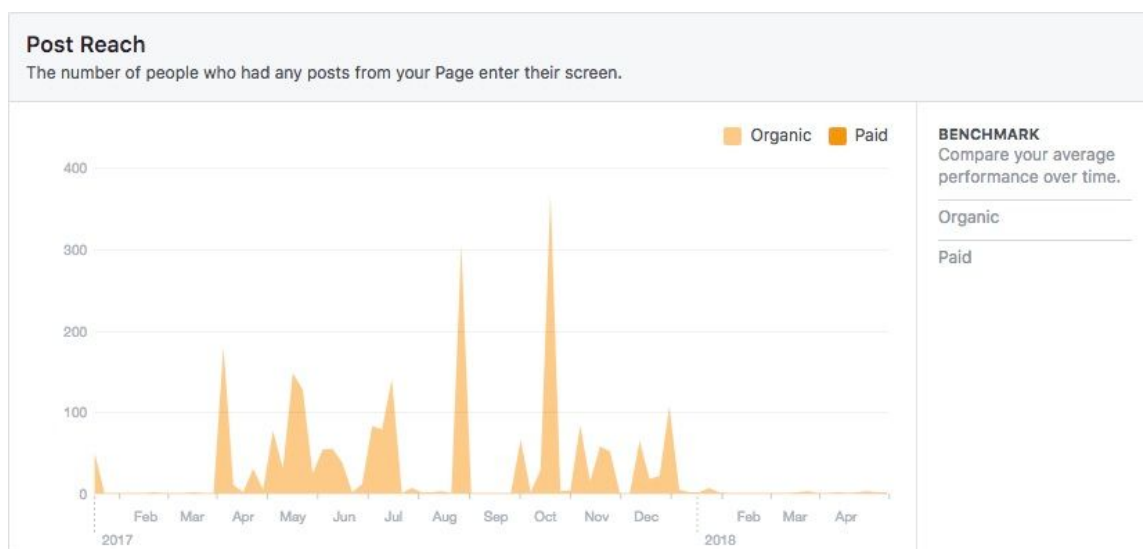 Post Reach
The number of people who had any posts from your Page enter their screen.
Organic Paid
400
300
200
100
0
Feb Mar Apr May Jun Jul Aug Sep Oct Nov Dec Feb Mar Apr
2017 2018
BENCHMARK
Compare your average
performance over time.
Organic
Paid